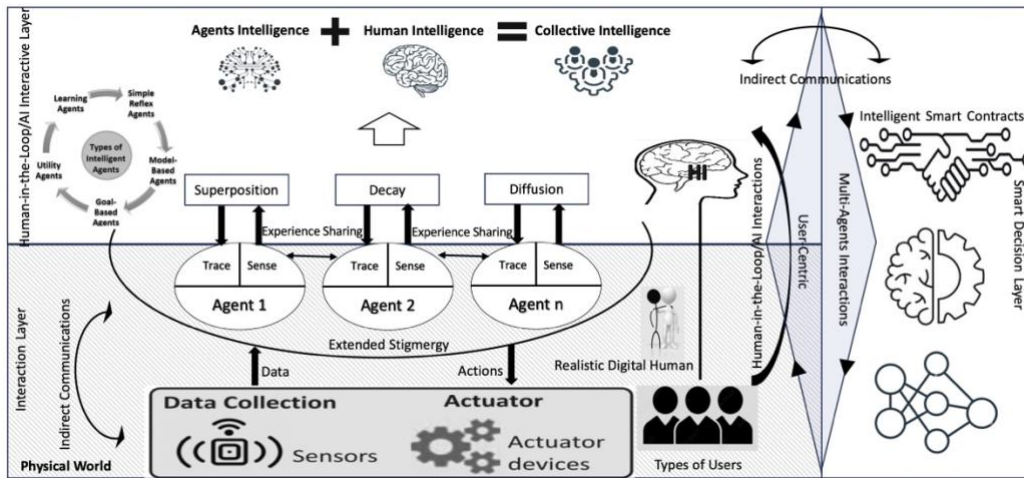 Human-in-the-Loop/AI Interactive Layer
Agents Intelligence
Human Intelligence
Collective Intelligence
Learning
Agents
Simple
Reflex
Agents
Types of
Intelligent
Agents
Utility
Agents
Model-
Based
Agents
Goal-
Based
Agents
Superposition
Decay
Diffusion
Experience Sharing
Experience Sharing
Trace
Sense
Agent 1
Trace
Sense
Agent 2
Trace
Sense
Agent n
Extended Stigmergy
HI
Interaction Layer
Indirect Communications
Data
Actions
Realistic Digital Human
Data Collection
Sensors
Actuator
Actuator
devices
Physical World
Types of Users
Human-in-the-Loop/AI Interactions
User-Centric
Multi-Agents Interactions
Indirect Communications
Intelligent Smart Contracts
Smart Decision Layer